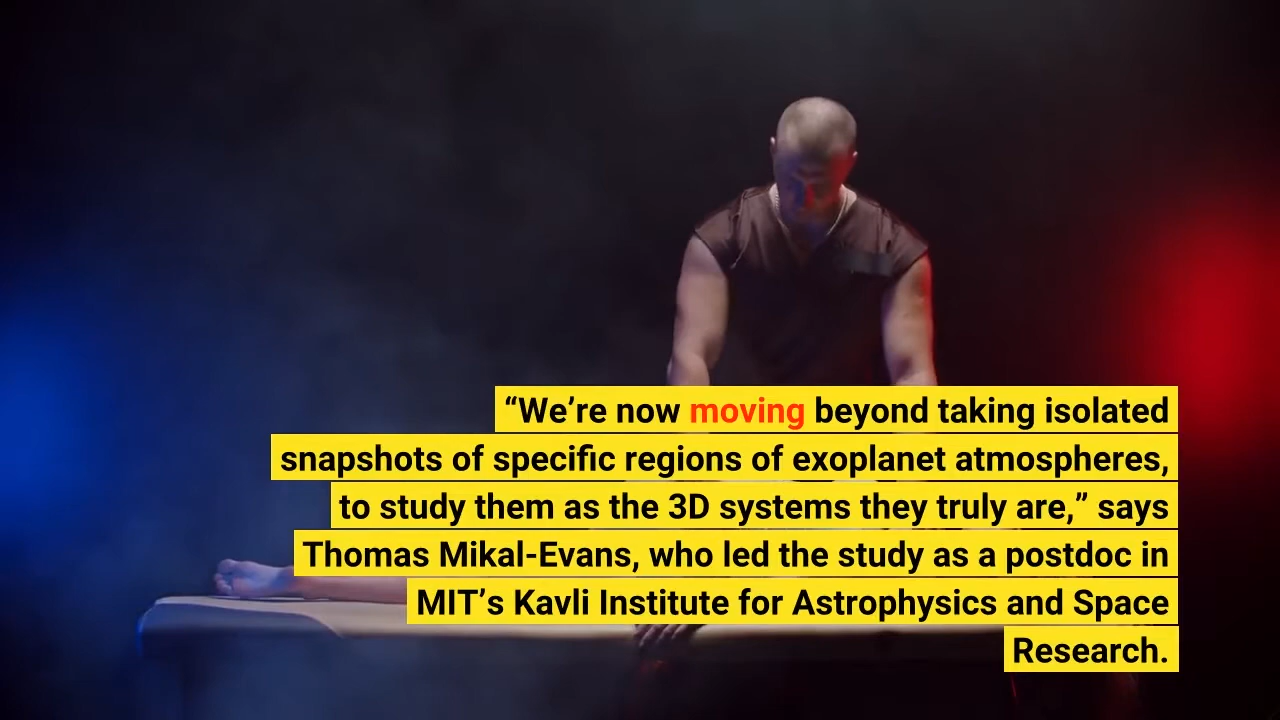 “We’re now moving beyond taking isolated
snapshots of specific regions of exoplanet atmospheres,
to study them as the 3D systems they truly are,” says
Thomas Mikal-Evans, who led the study as a postdoc in
MIT’s Kavli Institute for Astrophysics and Space
Research.